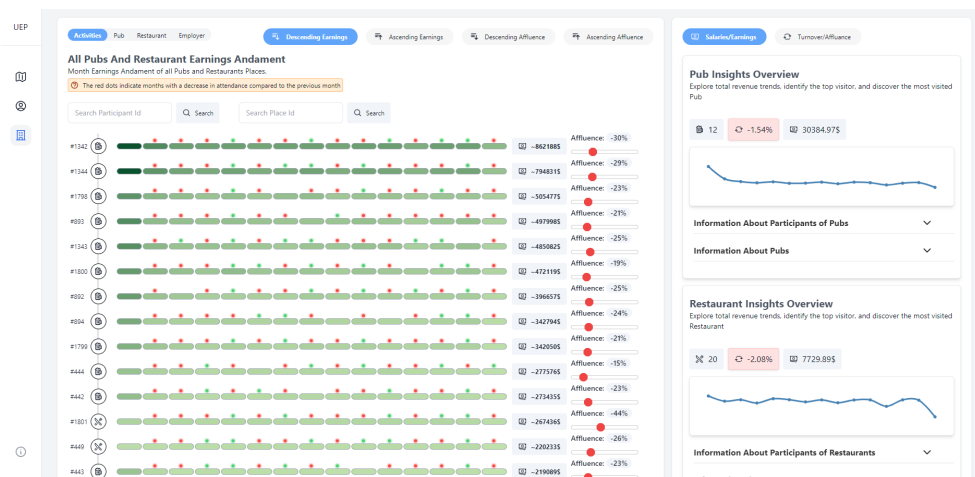 UEP
Activities Pub Restaurant Employer
Descending Earnings Ascending Earnings Descending Affluence Ascending Affluence
All Pubs And Restaurant Earnings Andament
Month Earnings Andament of all Pubs and Restaurants Places.
The red dots indicate months with a decrease in attendance compared to the previous month
Search Participant Id Search Search Place Id Search
#1342 ~862188$ Affluence: -30%
#1344 ~794831$ Affluence: -29%
#1798 ~505477$ Affluence: -23%
#893 ~497998$ Affluence: -21%
#1343 ~485082$ Affluence: -25%
#1800 ~472119$ Affluence: -19%
#892 ~396657$ Affluence: -25%
#894 ~342794$ Affluence: -24%
#1799 ~342050$ Affluence: -21%
#444 ~277576$ Affluence: -15%
#442 ~273435$ Affluence: -23%
#1801 ~267436$ Affluence: -44%
#449 ~220233$ Affluence: -26%
#443 ~219089$ Affluence: -23%
Salaries/Earnings Turnover/Affluance
Pub Insights Overview
Explore total revenue trends, identify the top visitor, and discover the most visited
Pub
12 -1.54% 30384.97$
Information About Participants of Pubs
Information About Pubs
Restaurant Insights Overview
Explore total revenue trends, identify the top visitor, and discover the most visited
Restaurant
20 -2.08% 7729.89$
Information About Participants of Restaurants